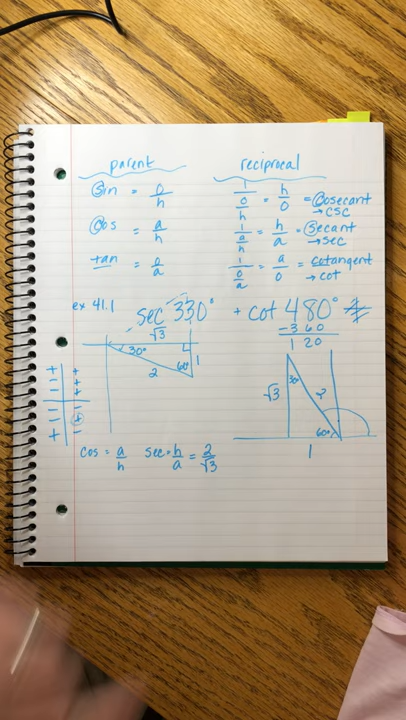 parent reciprocal
Sin = o/h 1/(o/h) = h/o = Cosecant → csc
Cos = a/h 1/(a/h) = h/a = Secant → sec
tan = o/a 1/(o/a) = a/o = cotangent → cot
ex 41.1 sec 330° + cot 480°
-360
120
√3
30° 60° 1
2
√3 30° 2
60°
1
+ +
- +
- +
- -
- +
+ -
cos = a/h sec = h/a = 2/√3